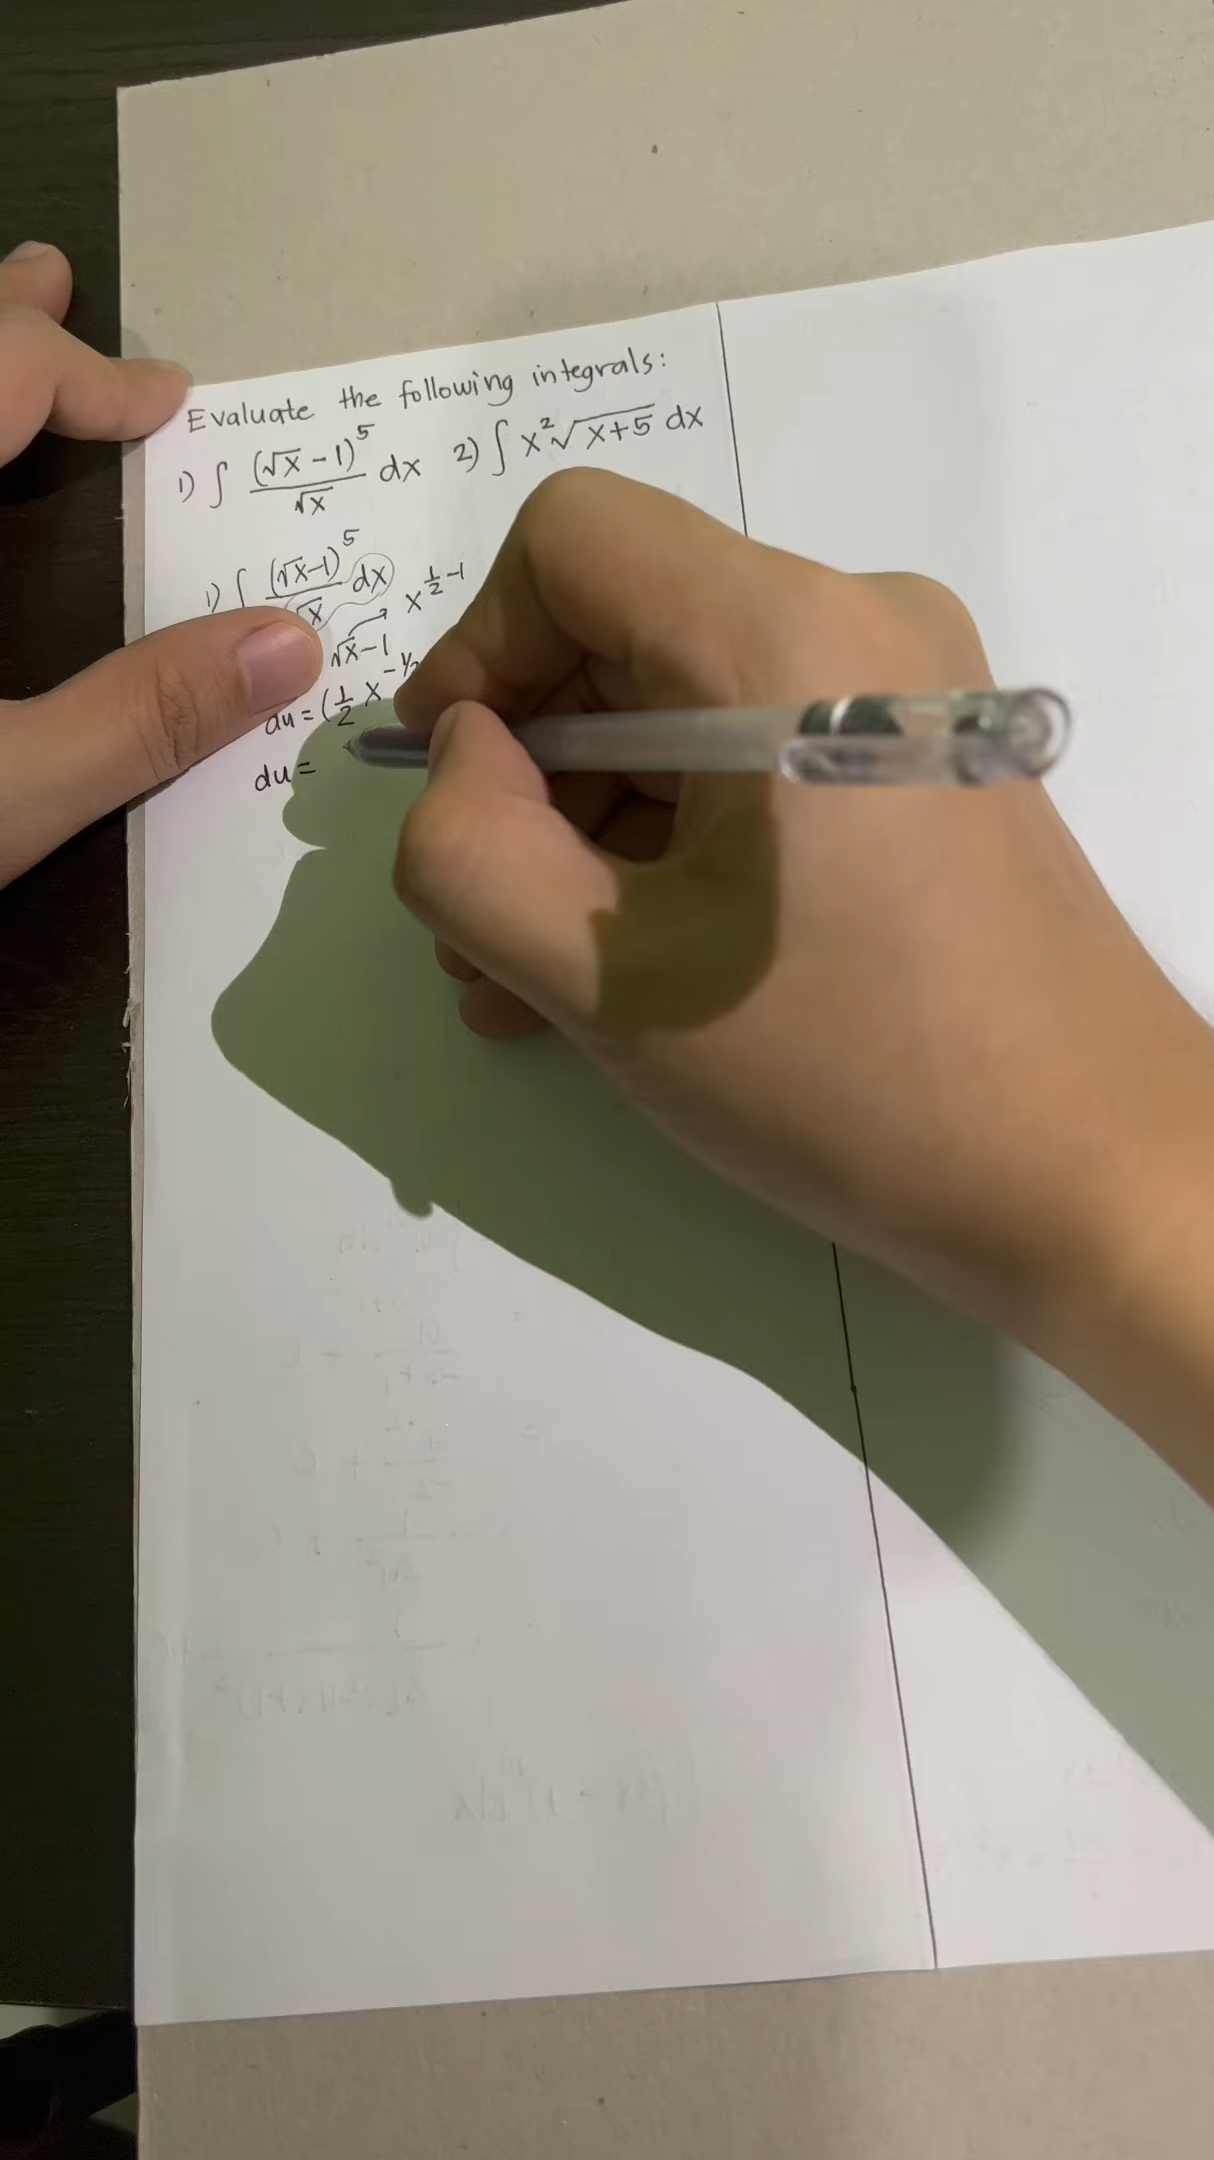 Evaluate the following integrals:
1) ∫ (√x - 1)^5 / √x dx 2) ∫ x^2 √x+5 dx
1) ∫ (√x-1)^5 / √x dx
x^(1/2 - 1)
√x-1
du = (1/2 x^-1/2
du =